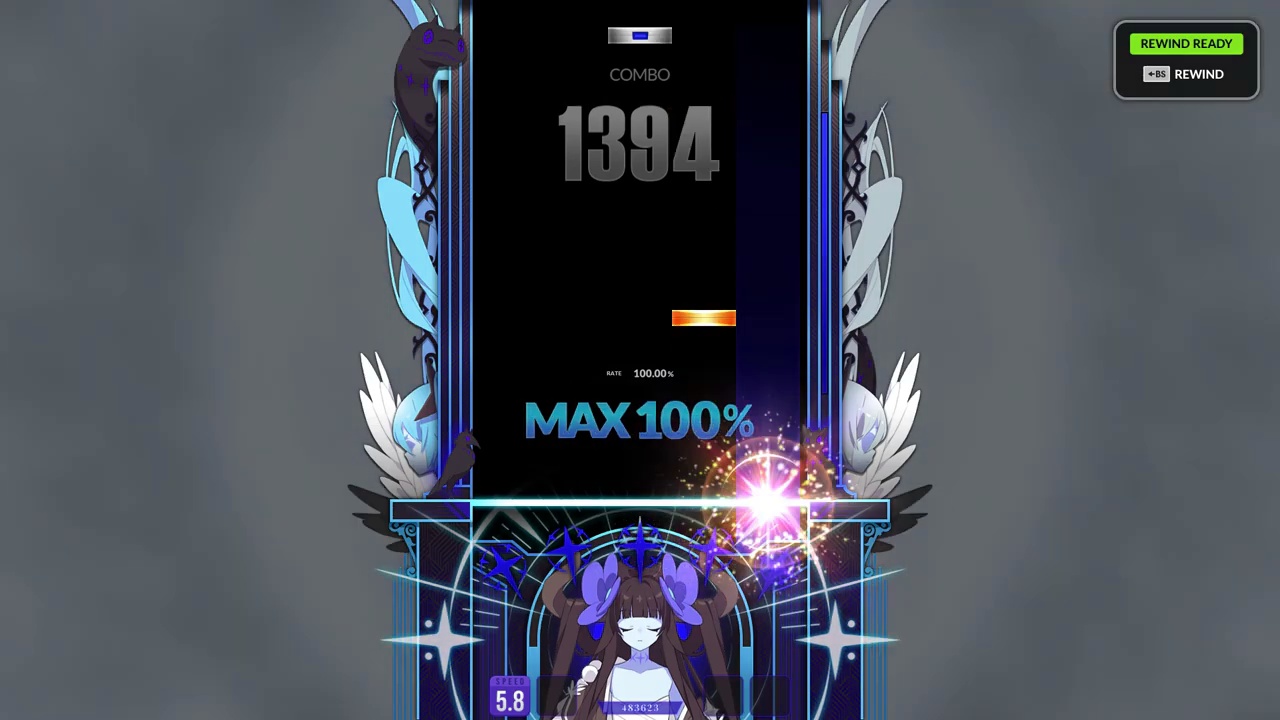 REWIND READY
←BS REWIND
COMBO
1394
RATE 100.00%
MAX 100%
SPEED
5.8
483623